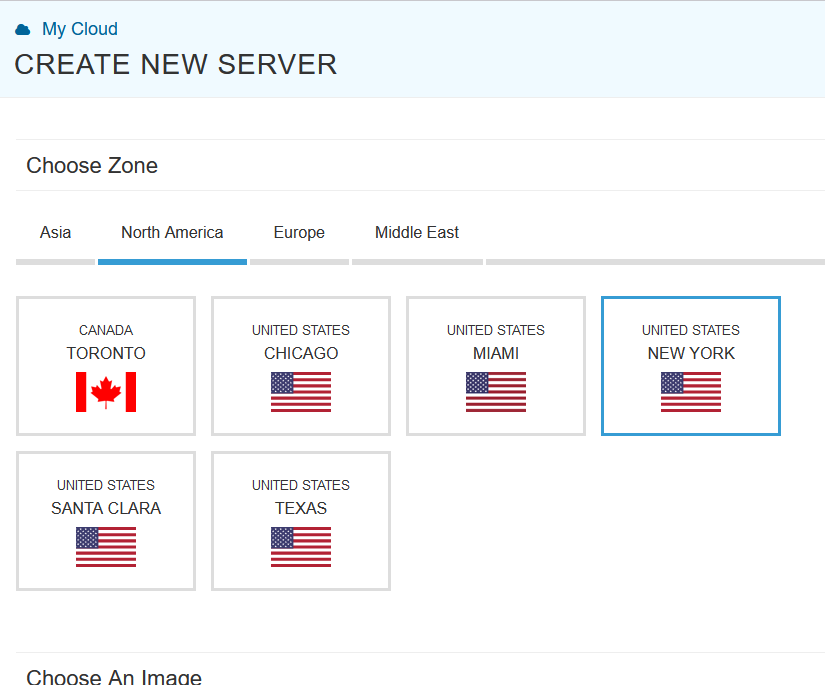 My Cloud
CREATE NEW SERVER
Choose Zone
Asia North America Europe Middle East
CANADA
TORONTO
UNITED STATES
CHICAGO
UNITED STATES
MIAMI
UNITED STATES
NEW YORK
UNITED STATES
SANTA CLARA
UNITED STATES
TEXAS
Choose An Image